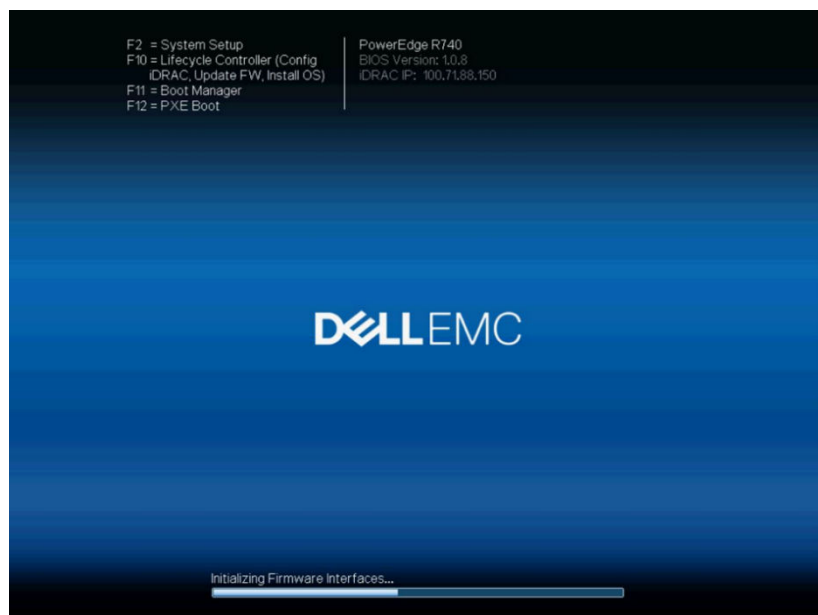 F2 = System Setup
F10 = Lifecycle Controller (Config
iDRAC, Update FW, Install OS)
F11 = Boot Manager
F12 = PXE Boot
PowerEdge R740
BIOS Version: 1.0.8
iDRAC IP: 100.71.88.150
DELLEMC
Initializing Firmware Interfaces...